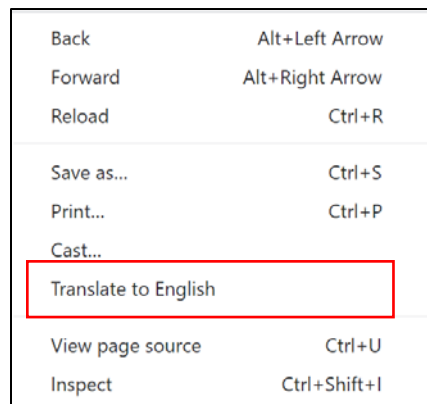 Back Alt+Left Arrow
Forward Alt+Right Arrow
Reload Ctrl+R
Save as... Ctrl+S
Print... Ctrl+P
Cast...
Translate to English
View page source Ctrl+U
Inspect Ctrl+Shift+I